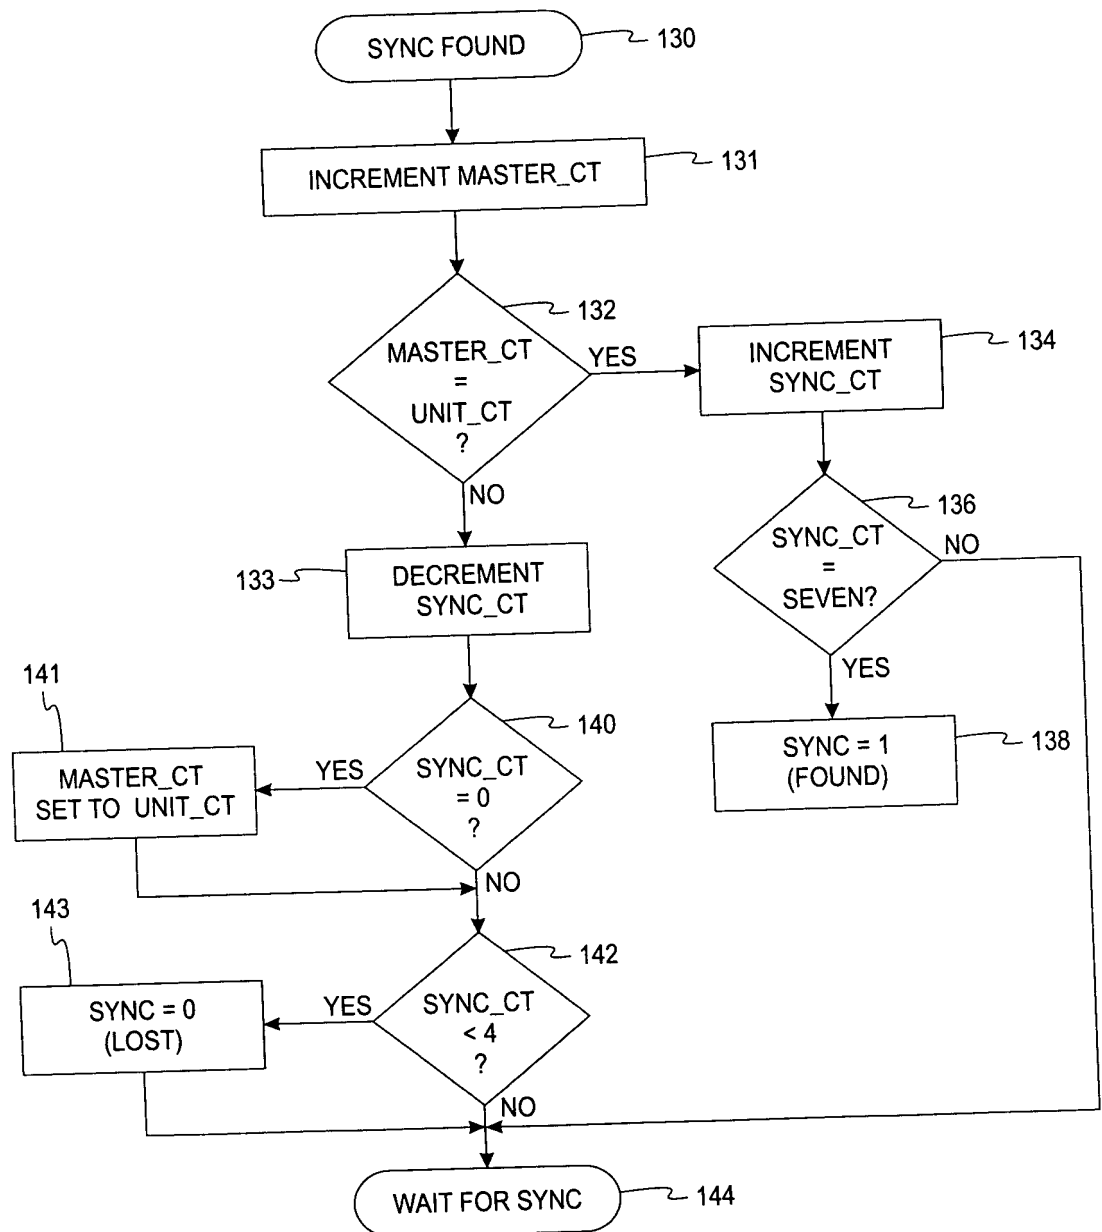 SYNC FOUND
130
INCREMENT MASTER_CT
131
MASTER_CT
=
UNIT_CT
?
132
YES
NO
INCREMENT
SYNC_CT
134
DECREMENT
SYNC_CT
133
SYNC_CT
=
SEVEN?
136
NO
YES
SYNC = 1
(FOUND)
138
SYNC_CT
= 0
?
140
YES
NO
141
MASTER_CT
SET TO UNIT_CT
SYNC_CT
< 4
?
142
YES
NO
143
SYNC = 0
(LOST)
WAIT FOR SYNC
144